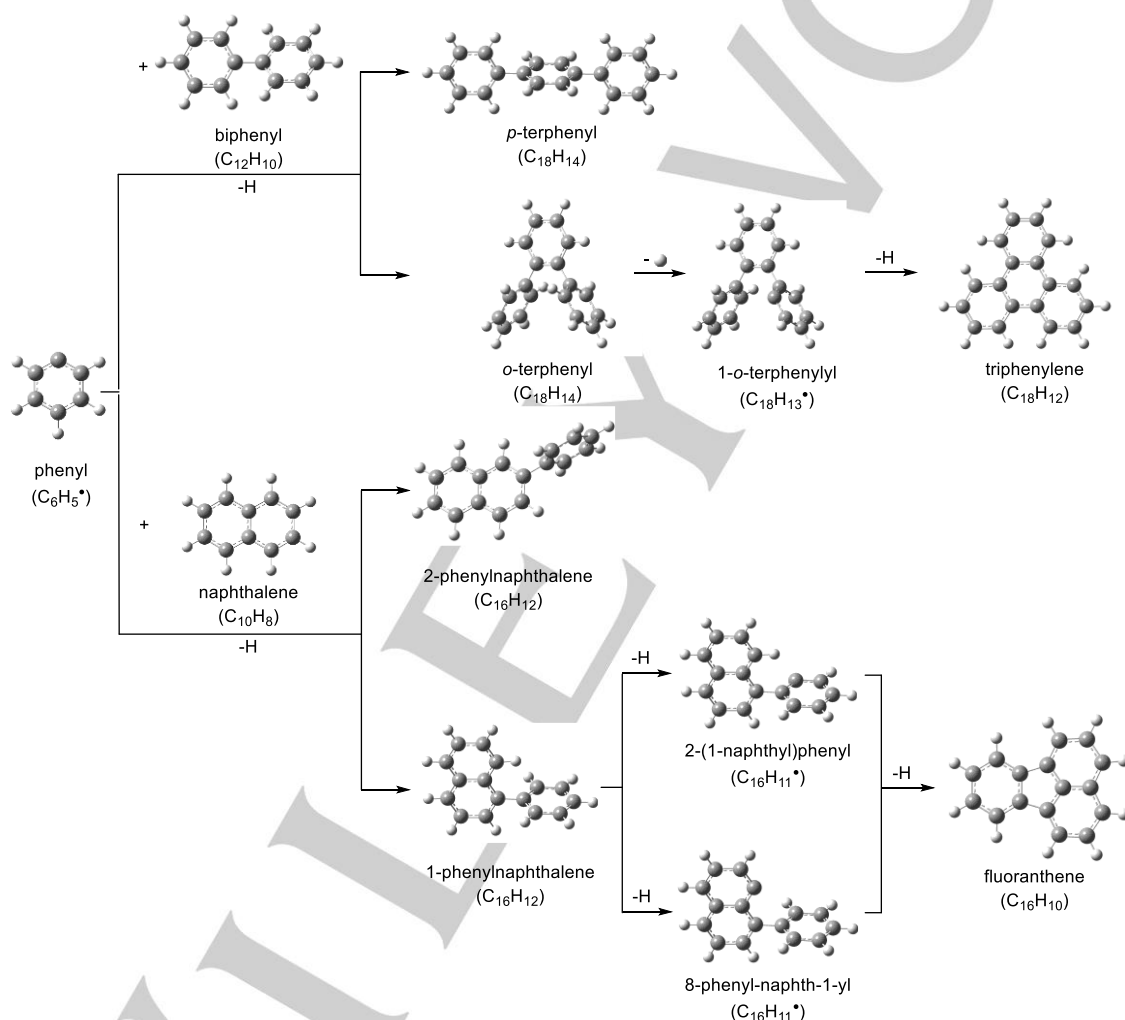 +
biphenyl
(C₁₂H₁₀)
-H
p-terphenyl
(C₁₈H₁₄)
o-terphenyl
(C₁₈H₁₄)
-
1-o-terphenylyl
(C₁₈H₁₃•)
-H
triphenylene
(C₁₈H₁₂)
phenyl
(C₆H₅•)
+
naphthalene
(C₁₀H₈)
-H
2-phenylnaphthalene
(C₁₆H₁₂)
1-phenylnaphthalene
(C₁₆H₁₂)
-H
2-(1-naphthyl)phenyl
(C₁₆H₁₁•)
-H
8-phenyl-naphth-1-yl
(C₁₆H₁₁•)
-H
fluoranthene
(C₁₆H₁₀)